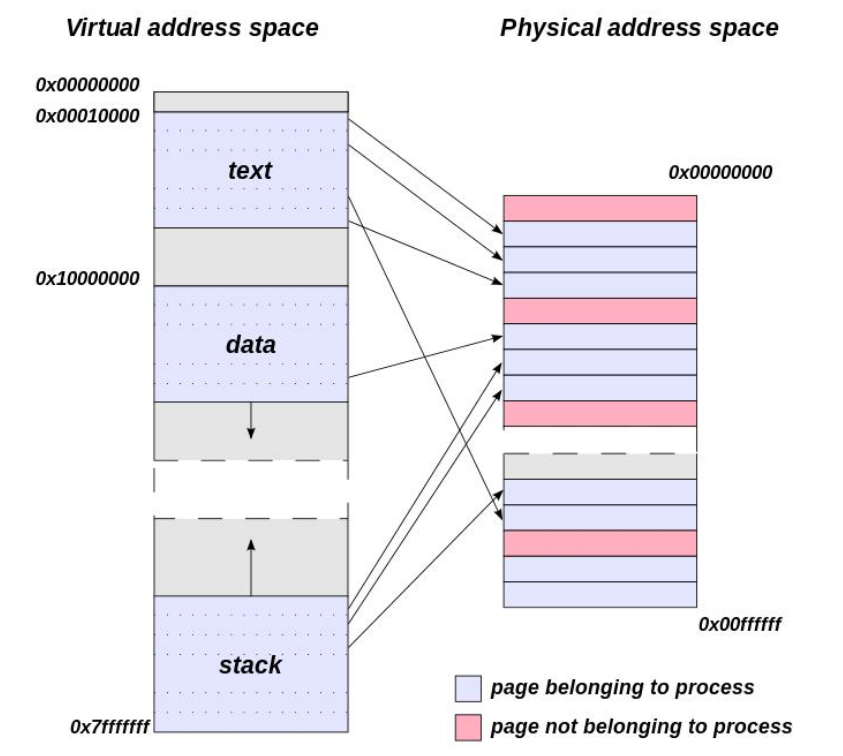 Virtual address space
Physical address space
0x00000000
0x00010000
text
0x00000000
0x10000000
data
stack
0x00ffffff
page belonging to process
0x7fffffff
page not belonging to process